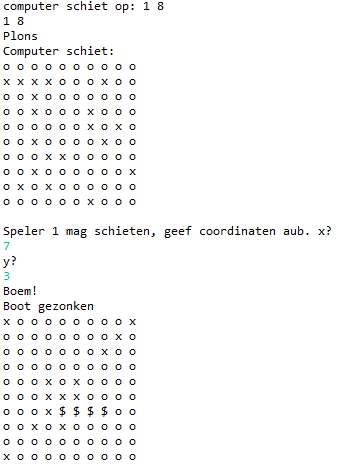 computer schiet op: 1 8
1 8
Plons
Computer schiet:
o o o o o o o o o o
x x x x o o o x o o
o o x o o o o o o o
o o x o o o x o o o
o o o o o o x o x o
o o x o o o o x o o
o o o x x o o o o o
o o x o o o o o o x
o x o x o o o o o o
o o o o o o x o o o
Speler 1 mag schieten, geef coordinaten aub. x?
7
y?
3
Boem!
Boot gezonken
x o o o o o o o o x
o o o o o o o o x o
o o o o o o o x o o
o o o o o o o o o o
o o o x o x o o o o
o o o x x x o o o o
o o o x $ $ $ $ o o
o o x o x o o o o o
o o o o o o o o o o
x o o o o o o o o o